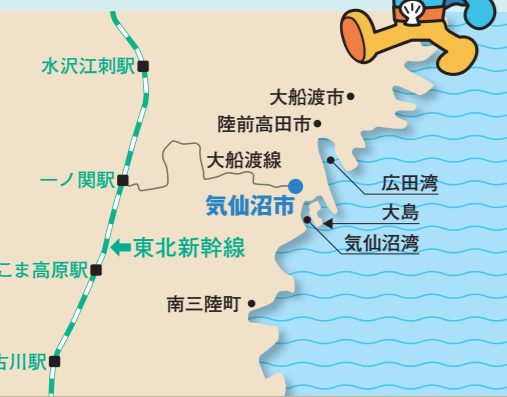 水沢江刺駅
大船渡市
陸前高田市
大船渡線
一ノ関駅
広田湾
気仙沼市
大島
気仙沼湾
東北新幹線
こま高原駅
南三陸町
古川駅